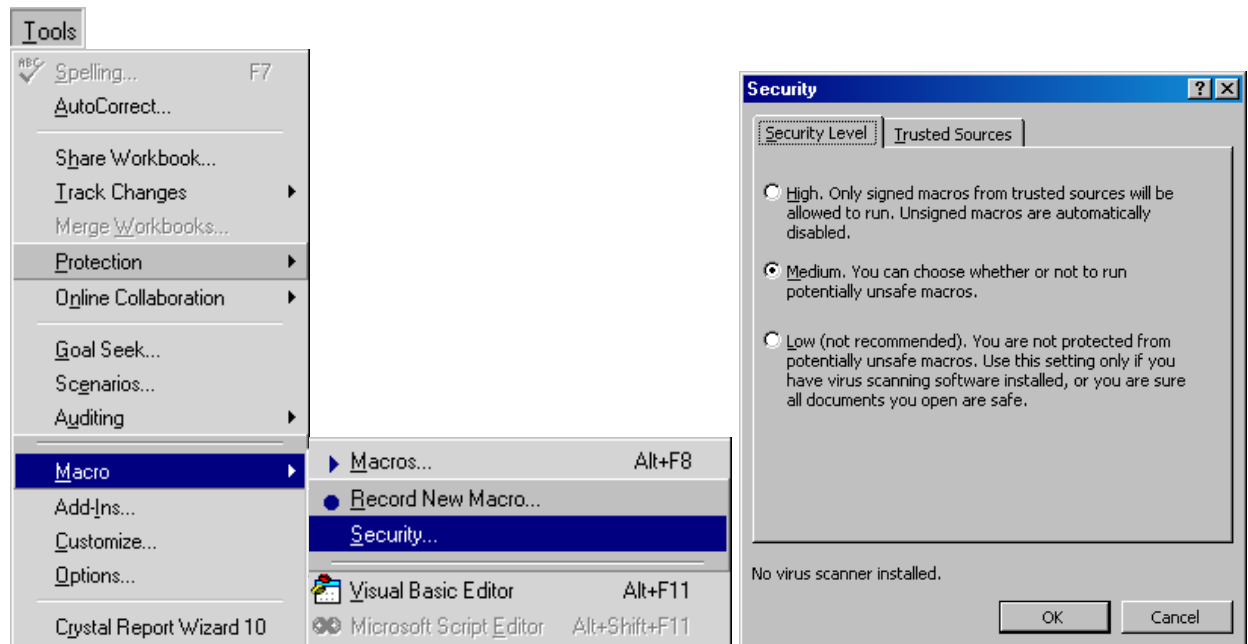 Tools
ABC
Spelling... F7
AutoCorrect...
Share Workbook...
Track Changes
Merge Workbooks...
Protection
Online Collaboration
Goal Seek...
Scenarios...
Auditing
Macro
Add-Ins...
Customize...
Options...
Crystal Report Wizard 10
Macros... Alt+F8
Record New Macro...
Security...
Visual Basic Editor Alt+F11
Microsoft Script Editor Alt+Shift+F11
Security
Security Level Trusted Sources
High. Only signed macros from trusted sources will be
allowed to run. Unsigned macros are automatically
disabled.
Medium. You can choose whether or not to run
potentially unsafe macros.
Low (not recommended). You are not protected from
potentially unsafe macros. Use this setting only if you
have virus scanning software installed, or you are sure
all documents you open are safe.
No virus scanner installed.
OK Cancel